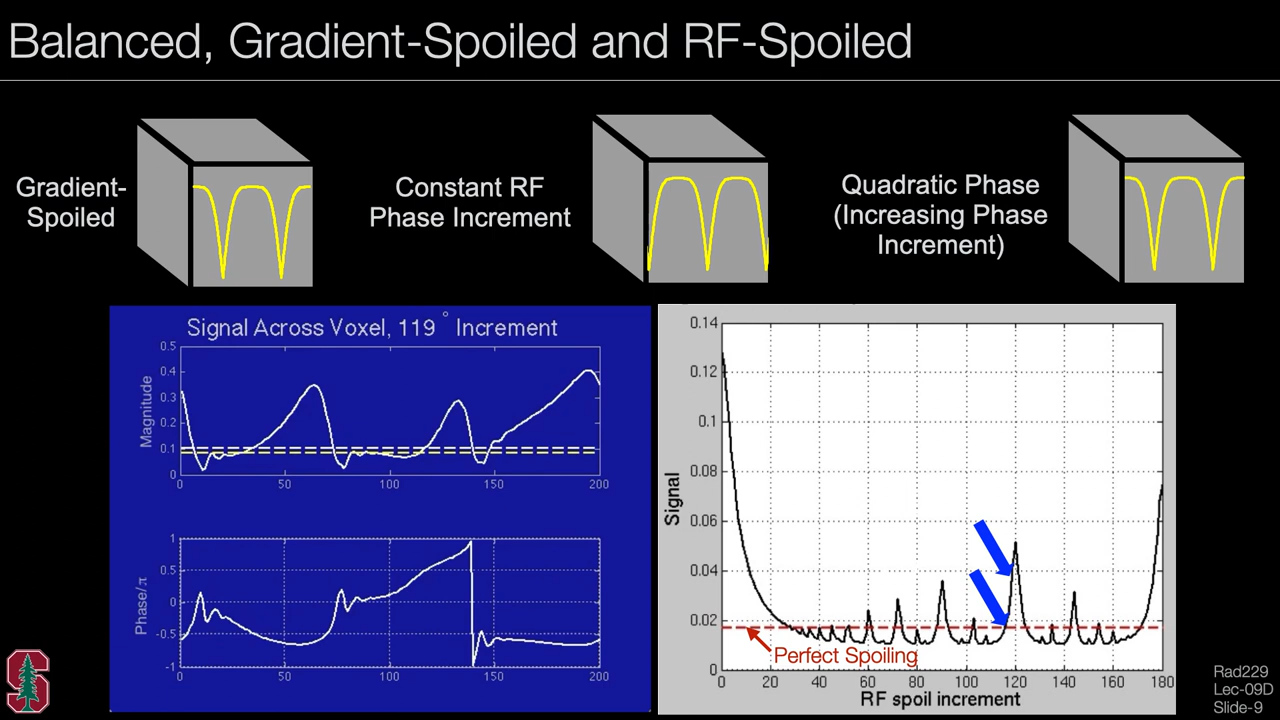 Balanced, Gradient-Spoiled and RF-Spoiled
Gradient-
Spoiled
Constant RF
Phase Increment
Quadratic Phase
(Increasing Phase
Increment)
Signal Across Voxel, 119 ° Increment
Magnitude
0.5
0.4
0.3
0.2
0.1
0
0
50
100
150
200
Phase/π
1
0.5
0
-0.5
-1
0
50
100
150
200
Signal
0.14
0.12
0.1
0.08
0.06
0.04
0.02
0
Perfect Spoiling
0
20
40
60
80
100
120
140
160
180
RF spoil increment
Rad229
Lec-09D
Slide-9
S